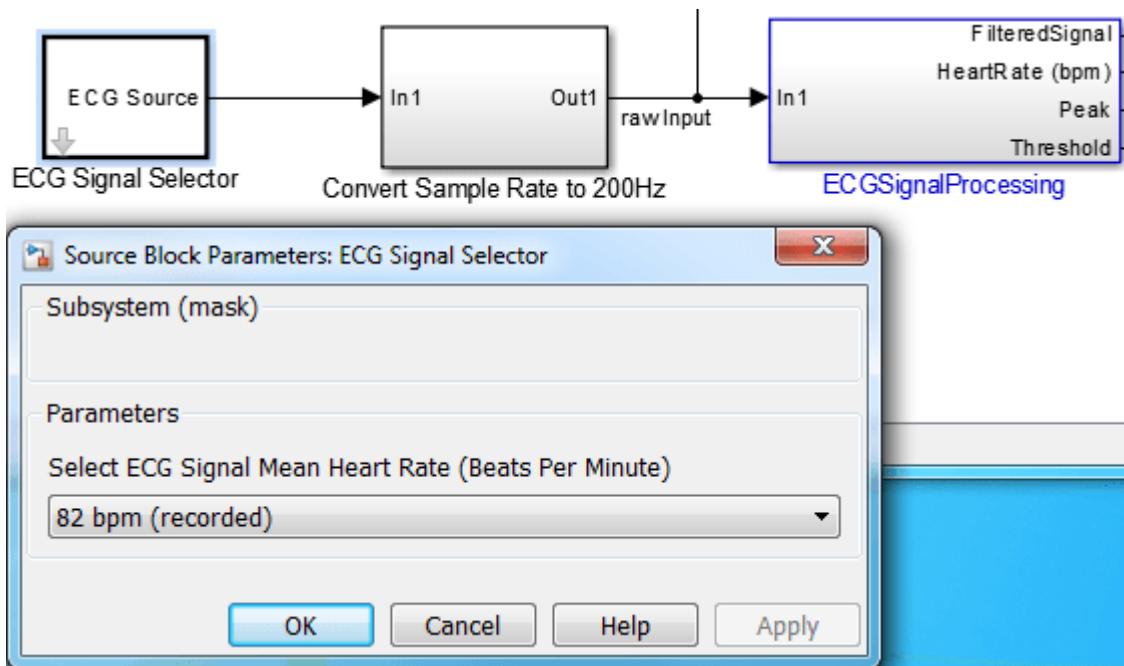 ECG Source
ECG Signal Selector
In1
Out1
Convert Sample Rate to 200Hz
rawInput
In1
FilteredSignal
HeartRate (bpm)
Peak
Threshold
ECGSignalProcessing
Source Block Parameters: ECG Signal Selector
Subsystem (mask)
Parameters
Select ECG Signal Mean Heart Rate (Beats Per Minute)
82 bpm (recorded)
OK
Cancel
Help
Apply